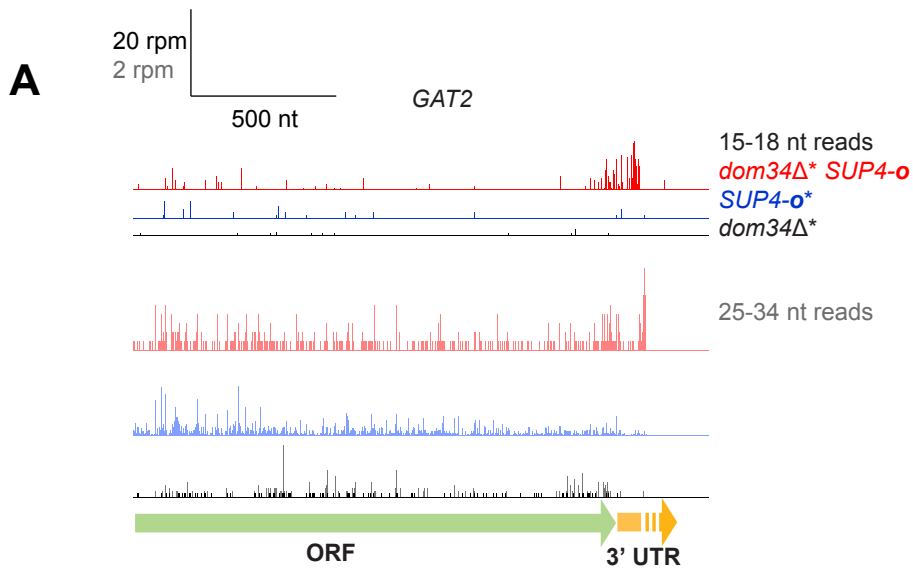 A
20 rpm
2 rpm
500 nt
GAT2
15-18 nt reads
dom34Δ* SUP4-o
SUP4-o*
dom34Δ*
25-34 nt reads
ORF
3’ UTR